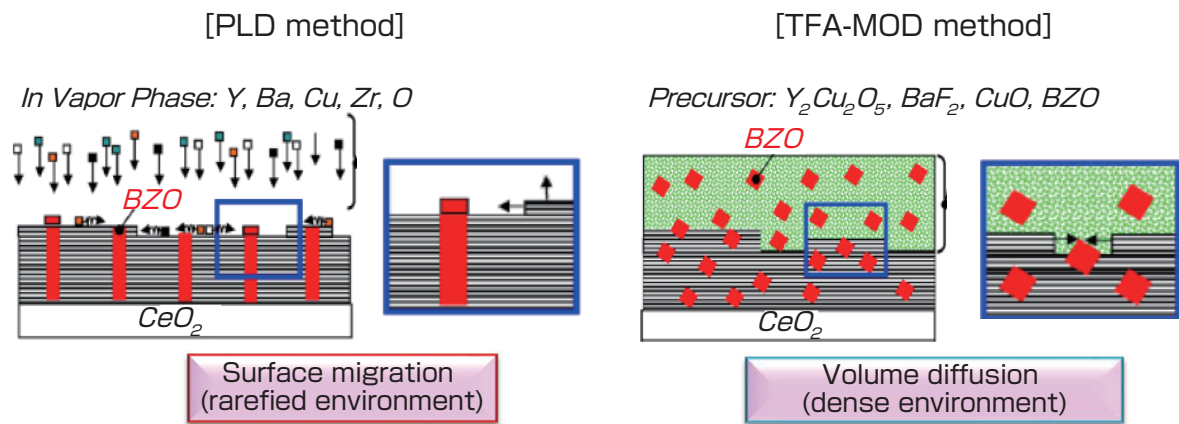 [PLD method]
In Vapor Phase: Y, Ba, Cu, Zr, O
BZO
CeO₂
Surface migration
(rarefied environment)
[TFA-MOD method]
Precursor: Y₂Cu₂O₅, BaF₂, CuO, BZO
BZO
CeO₂
Volume diffusion
(dense environment)